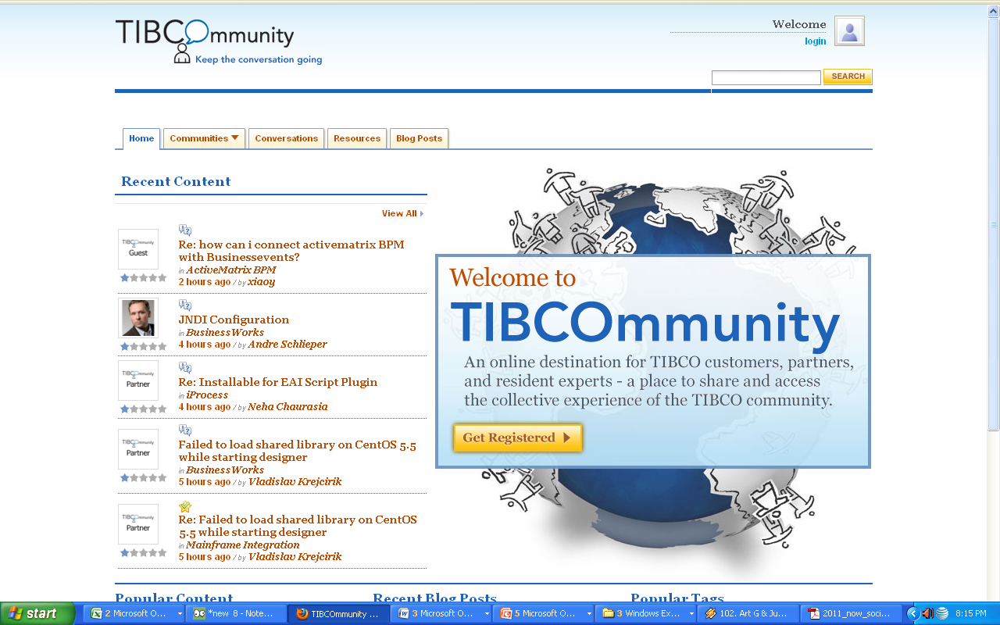 TIBCOmmunity
Keep the conversation going
Welcome
login
SEARCH
Home
Communities
Conversations
Resources
Blog Posts
Recent Content
View All
TIBCOmmunity
Guest
Re: how can i connect activematrix BPM
with Businessevents?
in ActiveMatrix BPM
2 hours ago / by xiaoy
JNDI Configuration
in BusinessWorks
4 hours ago / by Andre Schlieper
TIBCOmmunity
Partner
Re: Installable for EAI Script Plugin
in iProcess
4 hours ago / by Neha Chaurasia
TIBCOmmunity
Partner
Failed to load shared library on CentOS 5.5
while starting designer
in BusinessWorks
5 hours ago / by Vladislav Krejcirik
TIBCOmmunity
Partner
Re: Failed to load shared library on CentOS
5.5 while starting designer
in Mainframe Integration
5 hours ago / by Vladislav Krejcirik
Welcome to
TIBCOmmunity
An online destination for TIBCO customers, partners,
and resident experts - a place to share and access
the collective experience of the TIBCO community.
Get Registered
Popular Content
Recent Blog Posts
Popular Tags
start
2 Microsoft O...
*new 8 - Note...
TIBCOmmunity ...
3 Microsoft O...
5 Microsoft O...
3 Windows Ex...
102. Art G & Ju...
2011_now_soci...
8:15 PM